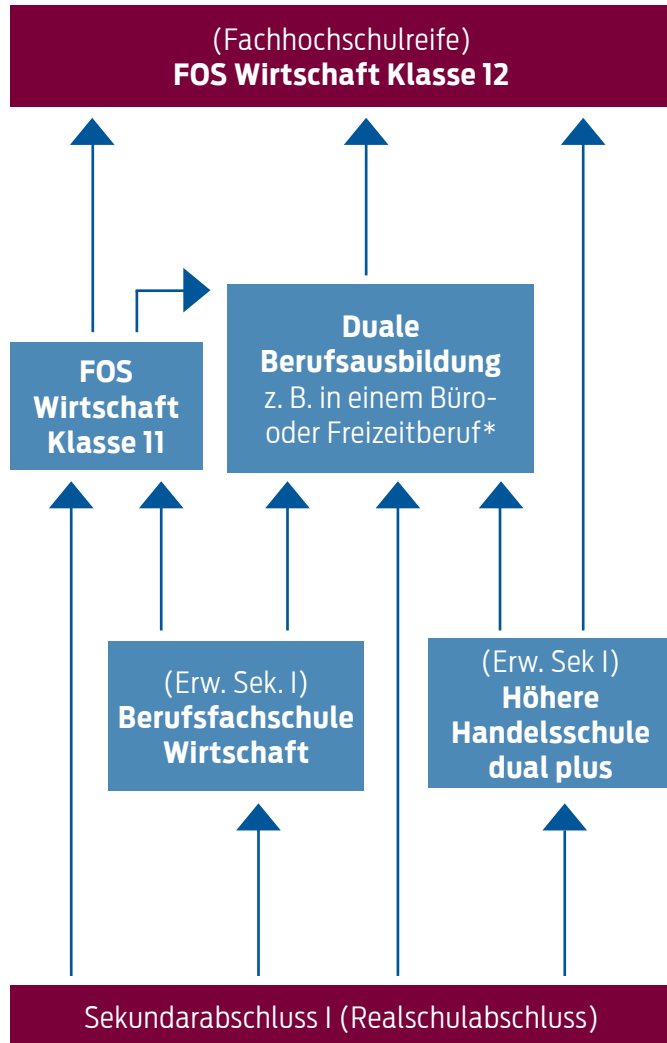 (Fachhochschulreife)
FOS Wirtschaft Klasse 12
Duale
Berufsausbildung
z. B. in einem Büro-
oder Freizeitberuf*
FOS
Wirtschaft
Klasse 11
(Erw. Sek. I)
Berufsfachschule
Wirtschaft
(Erw. Sek I)
Höhere
Handelsschule
dual plus
Sekundarabschluss I (Realschulabschluss)